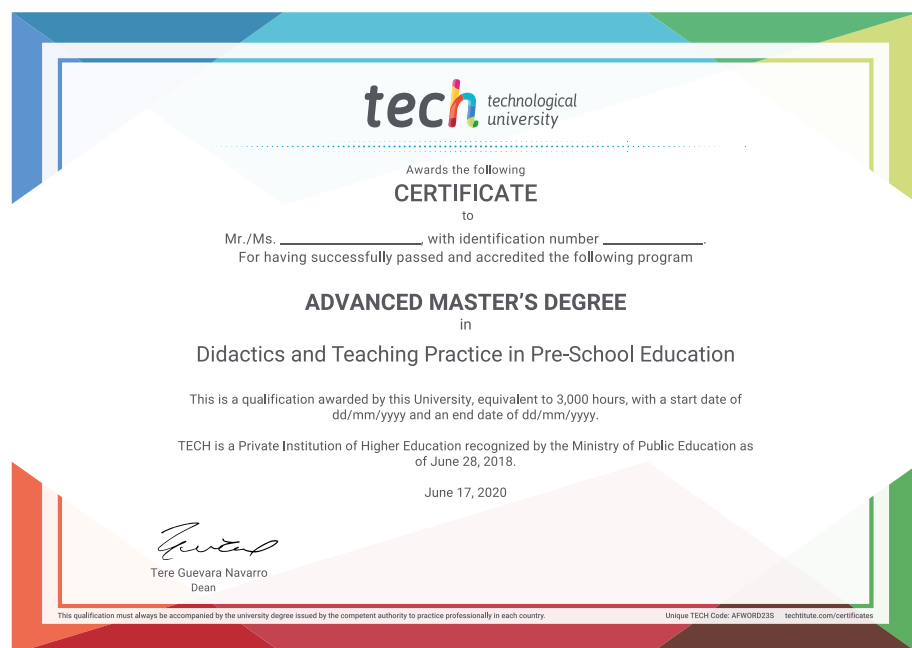 tech technological
university
Awards the following
CERTIFICATE
to
Mr./Ms. ____________________, with identification number ______________.
For having successfully passed and accredited the following program
ADVANCED MASTER'S DEGREE
in
Didactics and Teaching Practice in Pre-School Education
This is a qualification awarded by this University, equivalent to 3,000 hours, with a start date of
dd/mm/yyyy and an end date of dd/mm/yyyy.
TECH is a Private Institution of Higher Education recognized by the Ministry of Public Education as
of June 28, 2018.
June 17, 2020
Tere Guevara Navarro
Dean
This qualification must always be accompanied by the university degree issued by the competent authority to practice professionally in each country.
Unique TECH Code: AFWORD23S techtitute.com/certificates